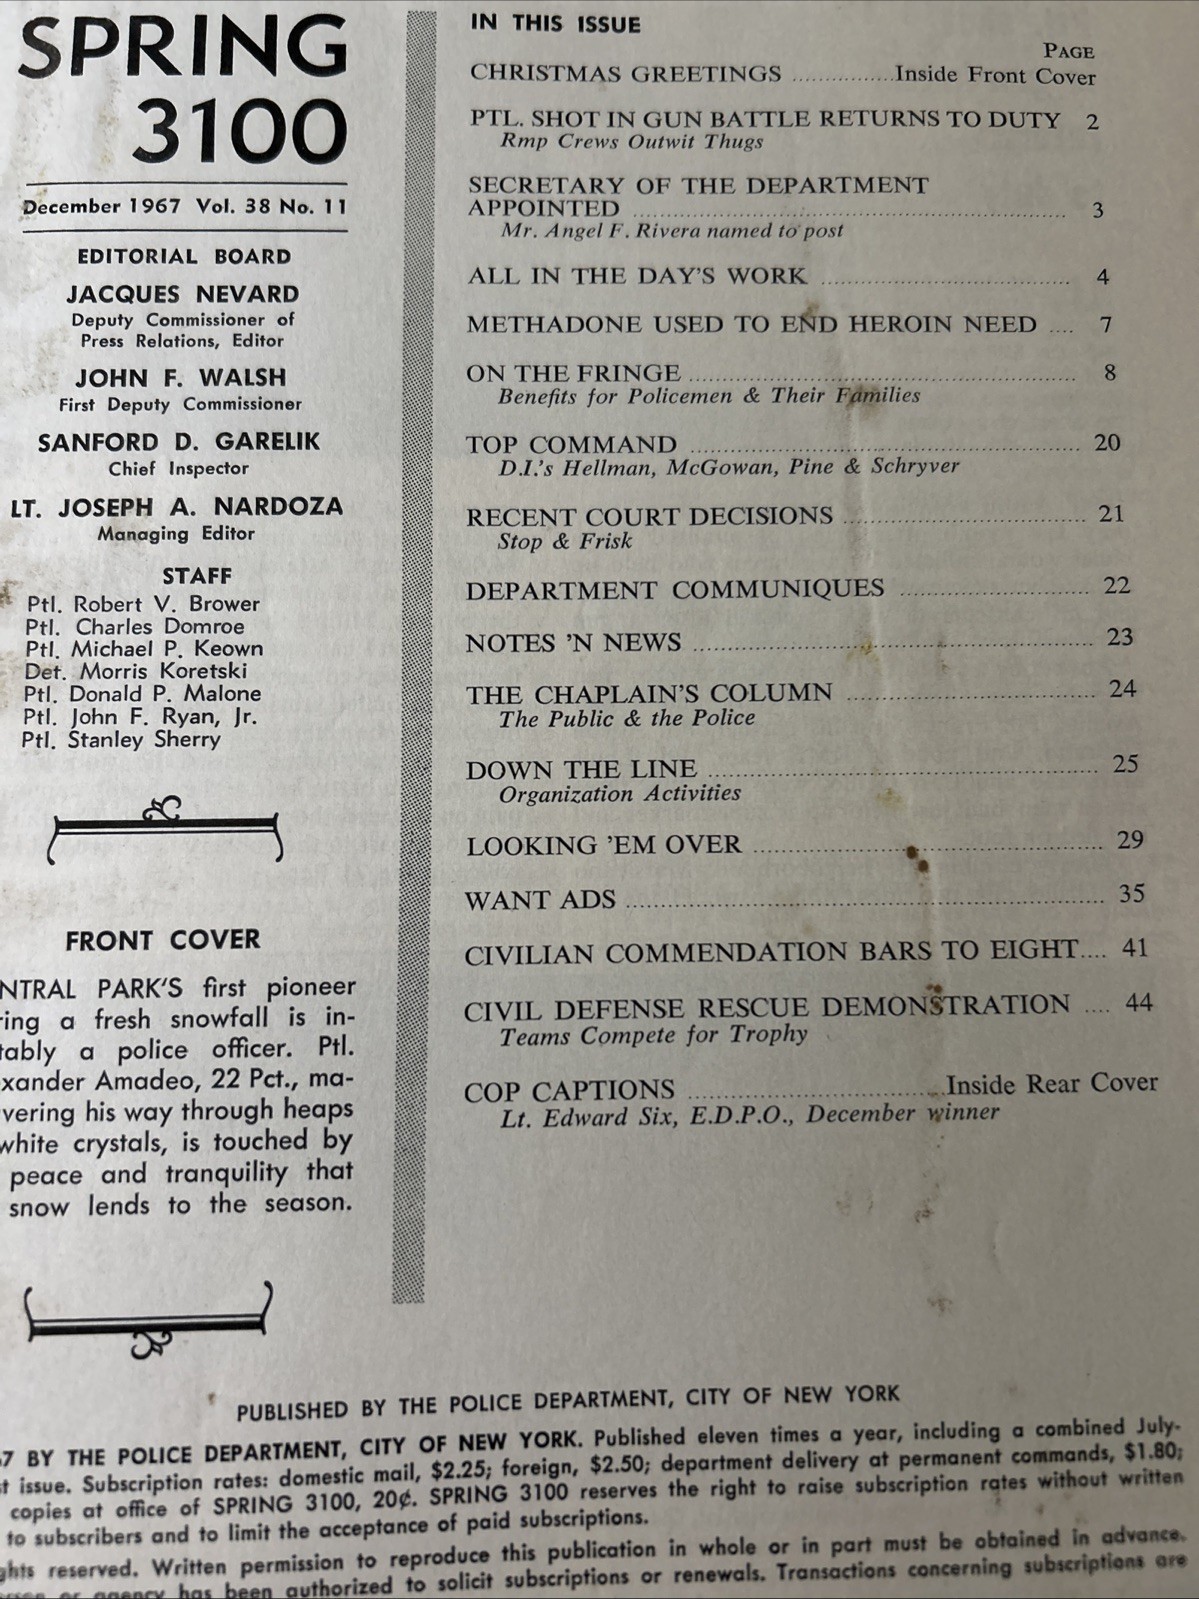 SPRING
3100
December 1967 Vol. 38 No. 11
EDITORIAL BOARD
JACQUES NEVARD
Deputy Commissioner of
Press Relations, Editor
JOHN F. WALSH
First Deputy Commissioner
SANFORD D. GARELIK
Chief Inspector
LT. JOSEPH A. NARDOZA
Managing Editor
STAFF
Ptl. Robert V. Brower
Ptl. Charles Domroe
Ptl. Michael P. Keown
Det. Morris Koretski
Ptl. Donald P. Malone
Ptl. John F. Ryan, Jr.
Ptl. Stanley Sherry
FRONT COVER
NTRAL PARK'S first pioneer
ring a fresh snowfall is in-
tably a police officer. Ptl.
xander Amadeo, 22 Pct., ma-
vering his way through heaps
white crystals, is touched by
peace and tranquility that
snow lends to the season.
IN THIS ISSUE
PAGE
CHRISTMAS GREETINGS ............... Inside Front Cover
PTL. SHOT IN GUN BATTLE RETURNS TO DUTY 2
Rmp Crews Outwit Thugs
SECRETARY OF THE DEPARTMENT
APPOINTED ............... 3
Mr. Angel F. Rivera named to post
ALL IN THE DAY'S WORK ............... 4
METHADONE USED TO END HEROIN NEED .... 7
ON THE FRINGE ............... 8
Benefits for Policemen & Their Families
TOP COMMAND ............... 20
D.I.'s Hellman, McGowan, Pine & Schryver
RECENT COURT DECISIONS ............... 21
Stop & Frisk
DEPARTMENT COMMUNIQUES ............... 22
NOTES 'N NEWS ............... 23
THE CHAPLAIN'S COLUMN ............... 24
The Public & the Police
DOWN THE LINE ............... 25
Organization Activities
LOOKING 'EM OVER ............... 29
WANT ADS ............... 35
CIVILIAN COMMENDATION BARS TO EIGHT.... 41
CIVIL DEFENSE RESCUE DEMONSTRATION .... 44
Teams Compete for Trophy
COP CAPTIONS ............... Inside Rear Cover
Lt. Edward Six, E.D.P.O., December winner
PUBLISHED BY THE POLICE DEPARTMENT, CITY OF NEW YORK
7 BY THE POLICE DEPARTMENT, CITY OF NEW YORK. Published eleven times a year, including a combined July-
t issue. Subscription rates: domestic mail, $2.25; foreign, $2.50; department delivery at permanent commands, $1.80;
copies at office of SPRING 3100, 20¢. SPRING 3100 reserves the right to raise subscription rates without written
to subscribers and to limit the acceptance of paid subscriptions.
ghts reserved. Written permission to reproduce this publication in whole or in part must be obtained in advance.
or agency has been authorized to solicit subscriptions or renewals. Transactions concerning subscriptions are